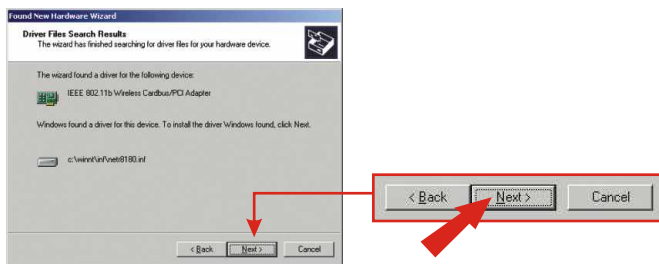 Found New Hardware Wizard
Driver Files Search Results
The wizard has finished searching for driver files for your hardware device.
The wizard found a driver for the following device:
IEEE 802.11b Wireless Cardbus/PCI Adapter
Windows found a driver for this device. To install the driver Windows found, click Next.
c:\winnt\inf\netr8180.inf
< Back Next > Cancel
< Back Next > Cancel